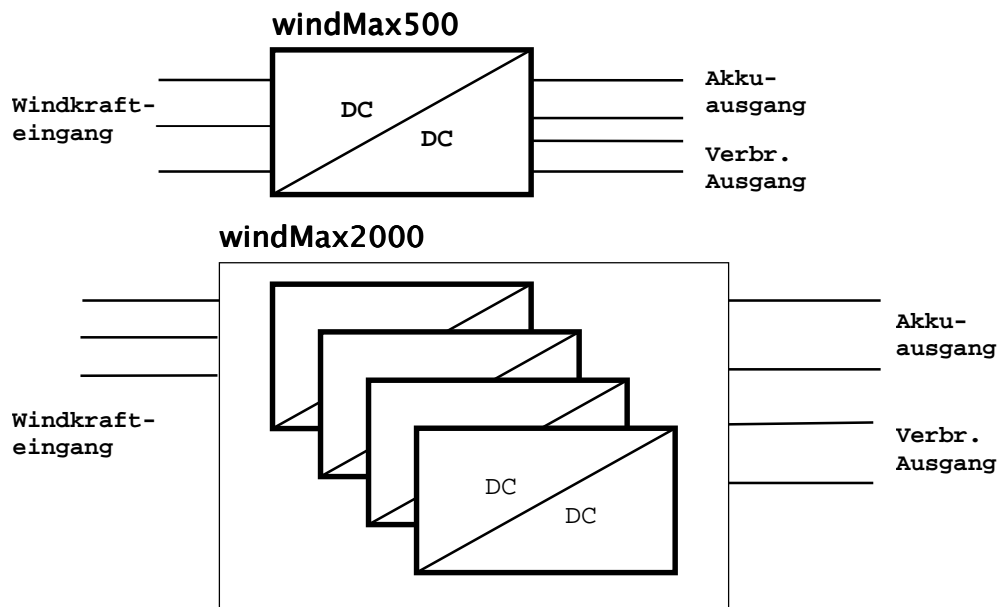 windMax500
Windkraft-
eingang
DC
DC
Akku-
ausgang
Verbr.
Ausgang
windMax2000
Windkraft-
eingang
DC
DC
Akku-
ausgang
Verbr.
Ausgang